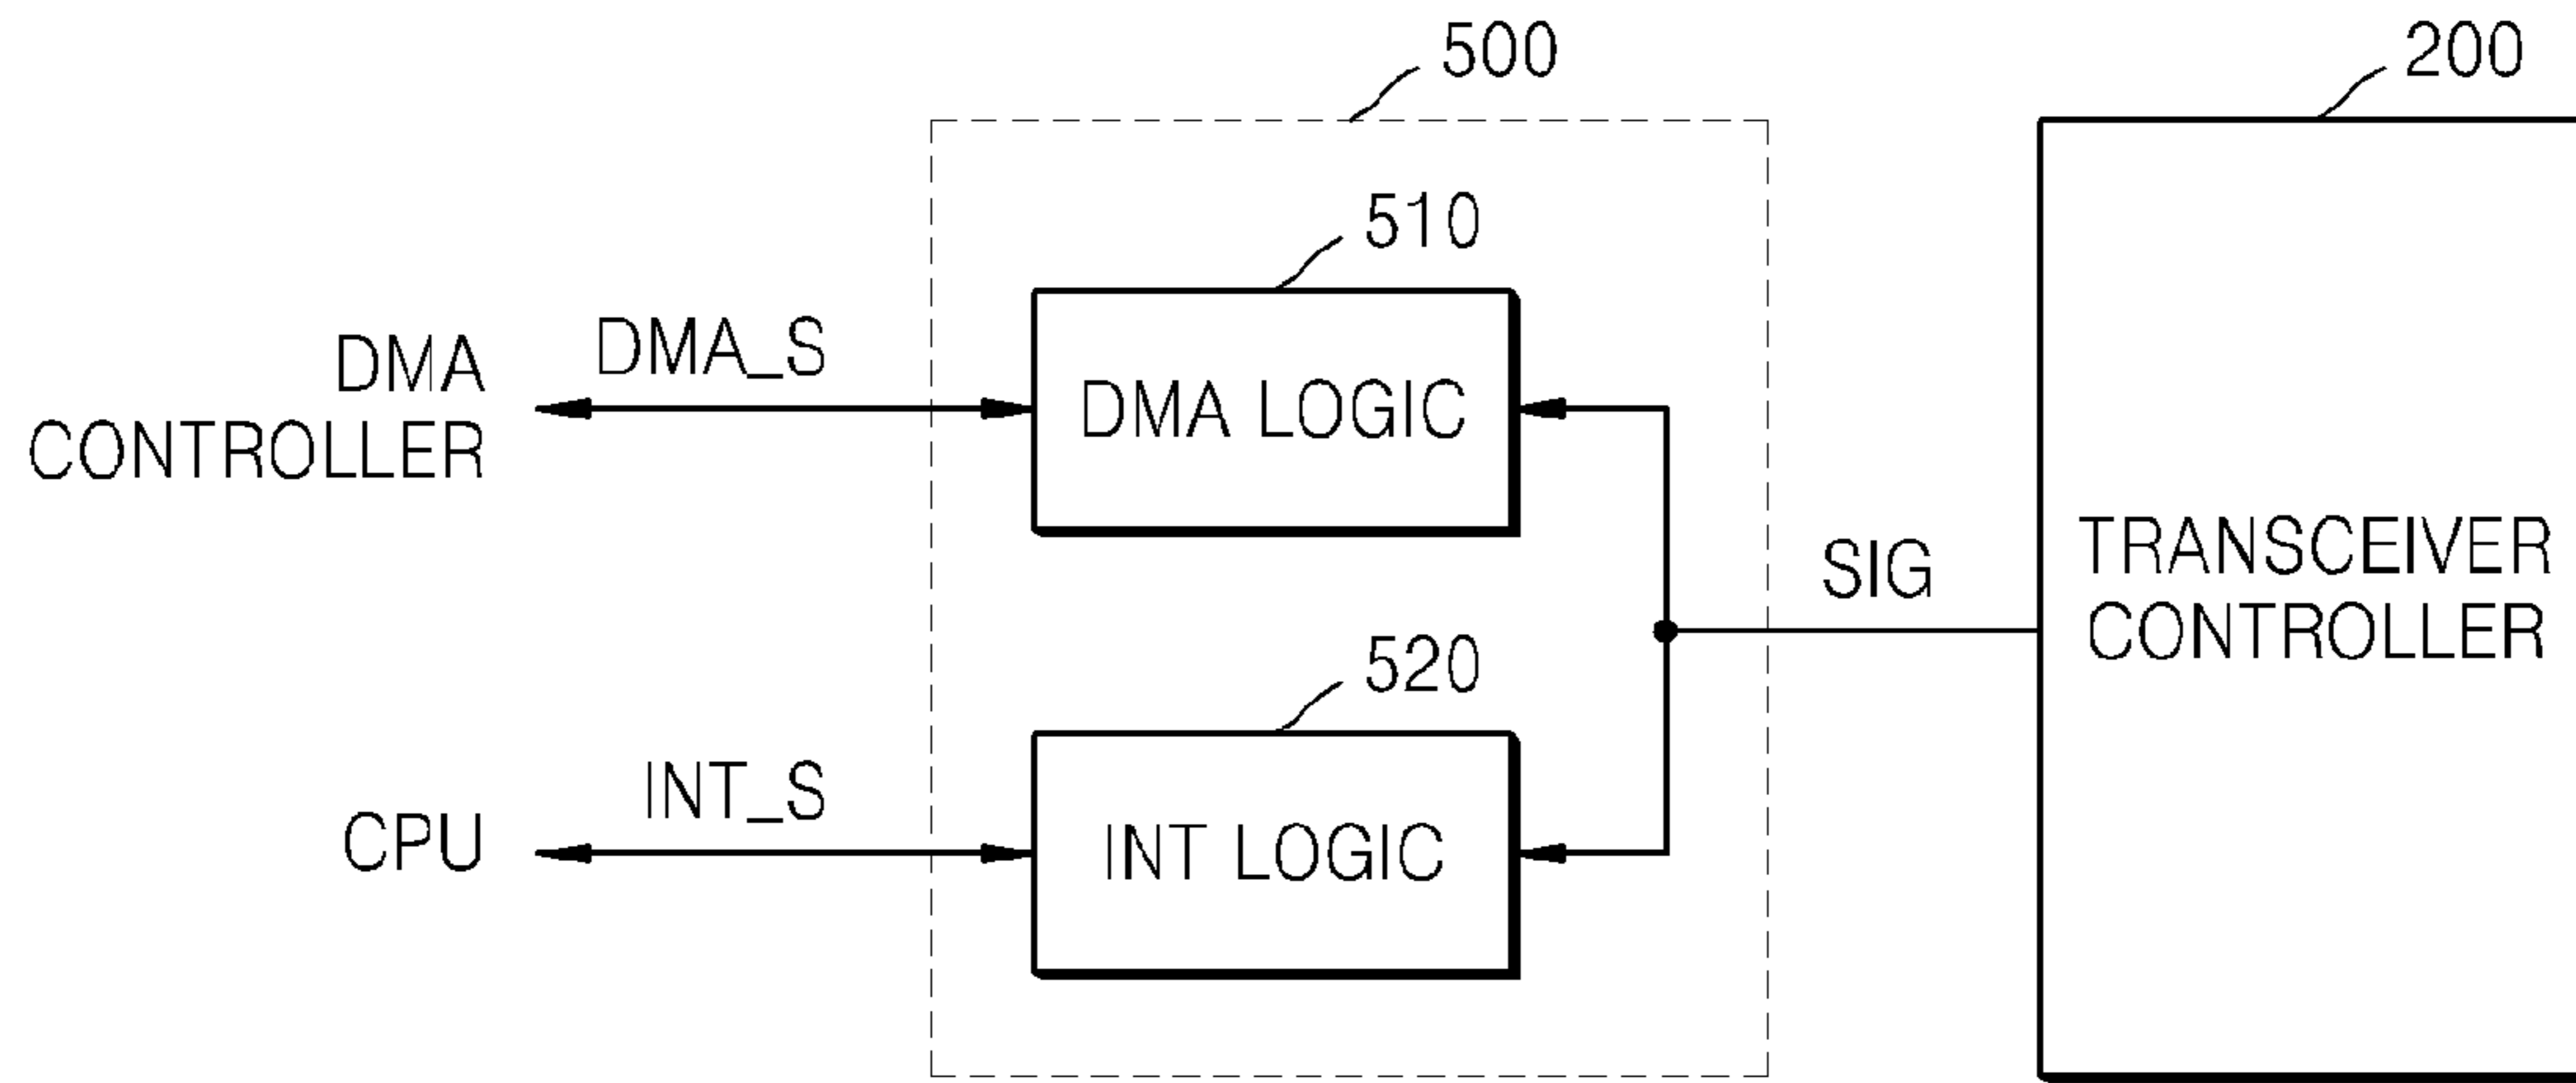 500
200
510
DMA
CONTROLLER
DMA_S
DMA LOGIC
SIG
TRANSCEIVER
CONTROLLER
520
CPU
INT_S
INT LOGIC